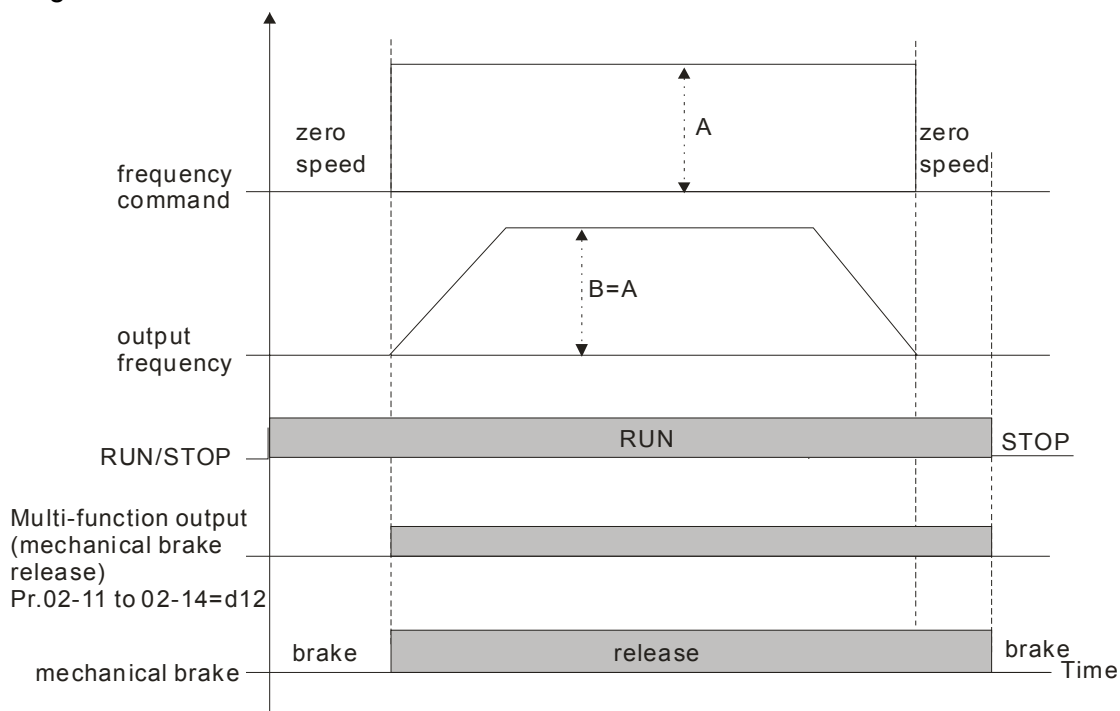 zero
speed
A
zero
speed
frequency
command
B=A
output
frequency
RUN
RUN/STOP
STOP
Multi-function output
(mechanical brake
release)
Pr.02-11 to 02-14=d12
brake
release
brake
mechanical brake
Time